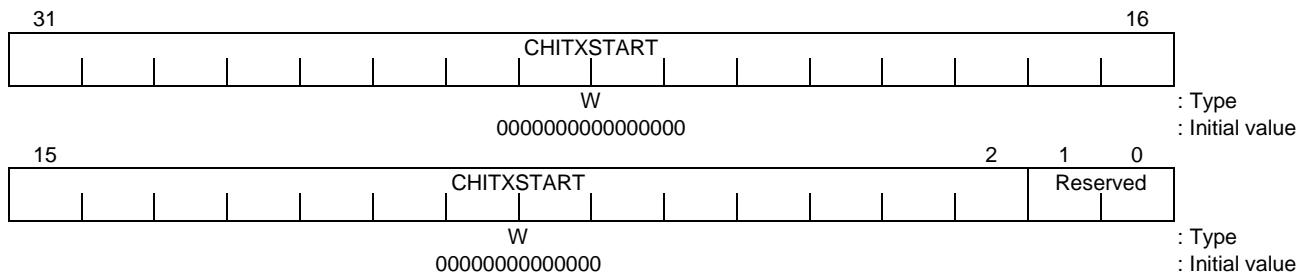 31 16
CHITXSTART
W : Type
0000000000000000 : Initial value
15 2 1 0
CHITXSTART Reserved
W : Type
00000000000000 : Initial value